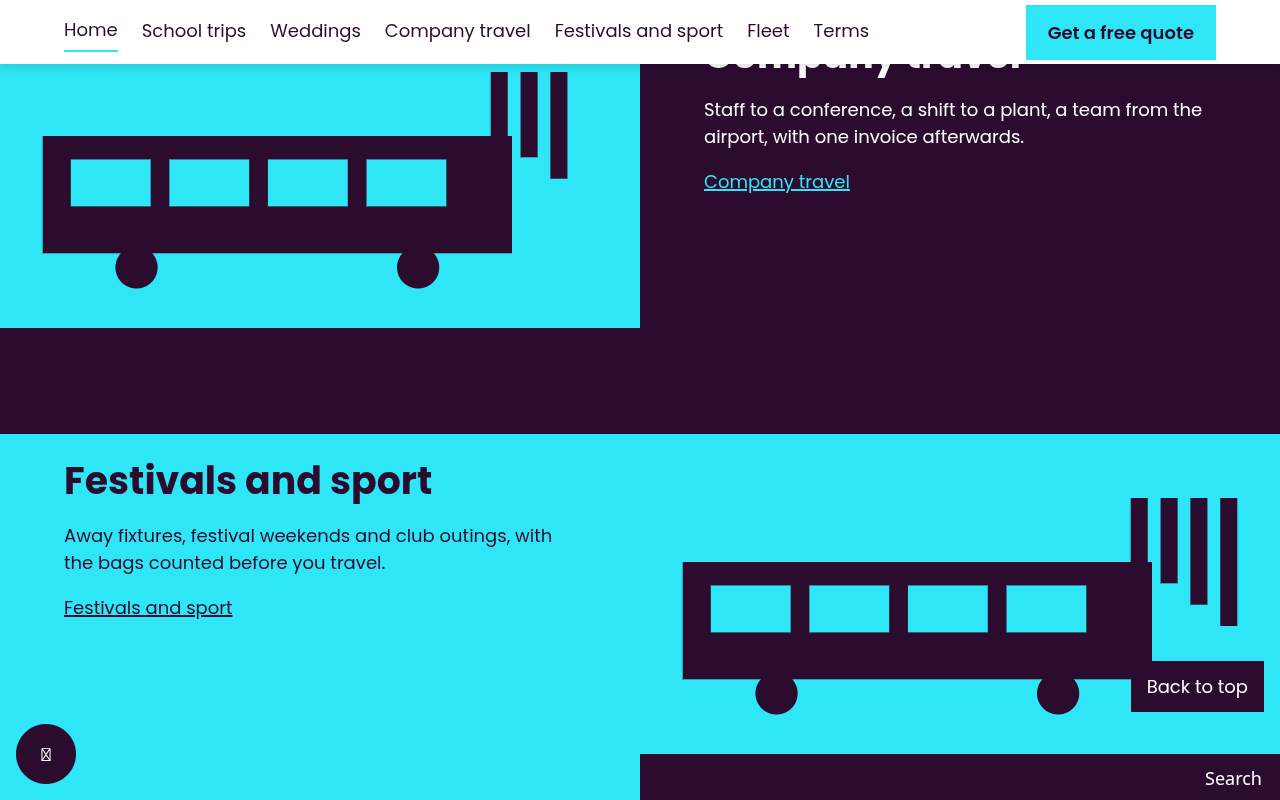 Home
School trips
Weddings
Company travel
Festivals and sport
Fleet
Terms
Get a free quote
Company travel
Staff to a conference, a shift to a plant, a team from the
airport, with one invoice afterwards.
Company travel
Festivals and sport
Away fixtures, festival weekends and club outings, with
the bags counted before you travel.
Festivals and sport
Back to top
Search